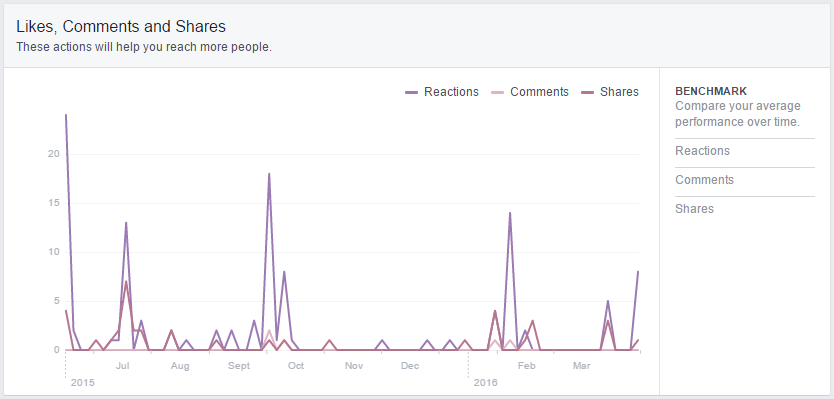 Likes, Comments and Shares
These actions will help you reach more people.
Reactions Comments Shares
BENCHMARK
Compare your average
performance over time.
Reactions
Comments
Shares
20
15
10
5
0
Jul Aug Sept Oct Nov Dec Feb Mar
2015 2016